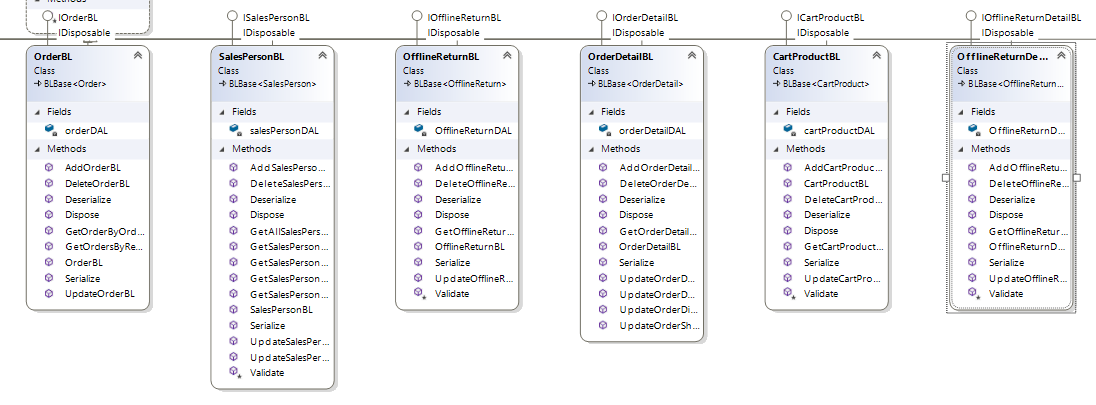 Methods
IOrderBL
IDisposable
OrderBL
Class
BLBase<Order>
Fields
orderDAL
Methods
AddOrderBL
DeleteOrderBL
Deserialize
Dispose
GetOrderByOrd...
GetOrdersByRe...
OrderBL
Serialize
UpdateOrderBL
ISalesPersonBL
IDisposable
SalesPersonBL
Class
BLBase<SalesPerson>
Fields
salesPersonDAL
Methods
AddSalesPerso...
DeleteSalesPers...
Deserialize
Dispose
GetAllSalesPers...
GetSalesPerson...
GetSalesPerson...
GetSalesPerson...
GetSalesPerson...
SalesPersonBL
Serialize
UpdateSalesPer...
UpdateSalesPer...
Validate
IOfflineReturnBL
IDisposable
OfflineReturnBL
Class
BLBase<OfflineReturn>
Fields
OfflineReturnDAL
Methods
AddOfflineRetu...
DeleteOfflineRe...
Deserialize
Dispose
GetOfflineRetur...
OfflineReturnBL
Serialize
UpdateOfflineR...
Validate
IOrderDetailBL
IDisposable
OrderDetailBL
Class
BLBase<OrderDetail>
Fields
orderDetailDAL
Methods
AddOrderDetail...
DeleteOrderDe...
Deserialize
Dispose
GetOrderDetail...
OrderDetailBL
Serialize
UpdateOrderD...
UpdateOrderD...
UpdateOrderDi...
UpdateOrderSh...
ICartProductBL
IDisposable
CartProductBL
Class
BLBase<CartProduct>
Fields
cartProductDAL
Methods
AddCartProduc...
CartProductBL
DeleteCartProd...
Deserialize
Dispose
GetCartProduct...
Serialize
UpdateCartPro...
Validate
IOfflineReturnDetailBL
IDisposable
OfflineReturnDe...
Class
BLBase<OfflineReturn...
Fields
OfflineReturnD...
Methods
AddOfflineRetu...
DeleteOfflineRe...
Deserialize
Dispose
GetOfflineRetur...
OfflineReturnD...
Serialize
UpdateOfflineR...
Validate